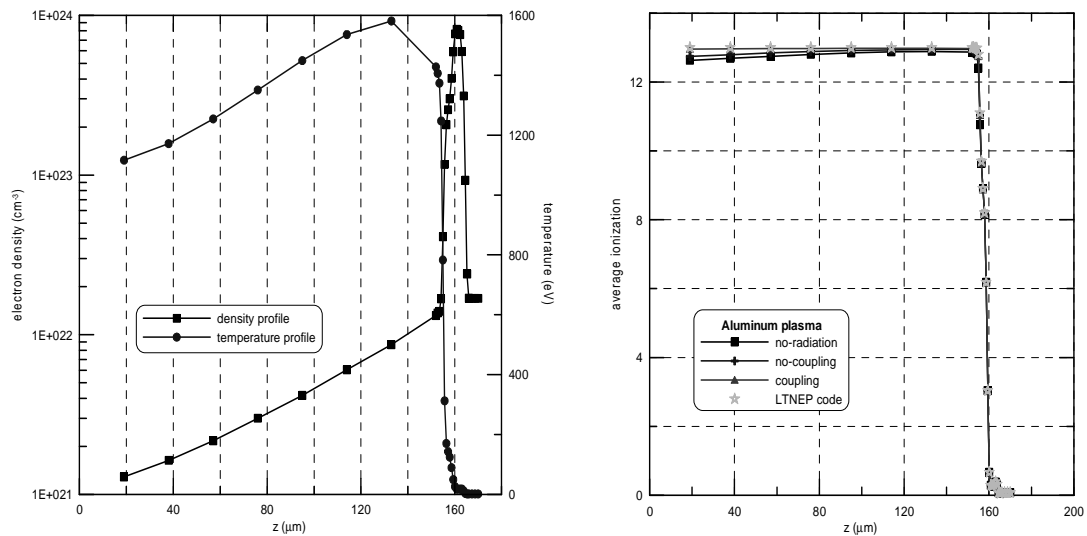 1E+024
1E+023
1E+022
1E+021
electron density (cm-3)
1600
1200
800
400
0
temperature (eV)
density profile
temperature profile
0 40 80 120 160 200
z (μm)
12
8
4
0
average ionization
Aluminum plasma
no-radiation
no-coupling
coupling
LTNEP code
0 40 80 120 160 200
z (μm)